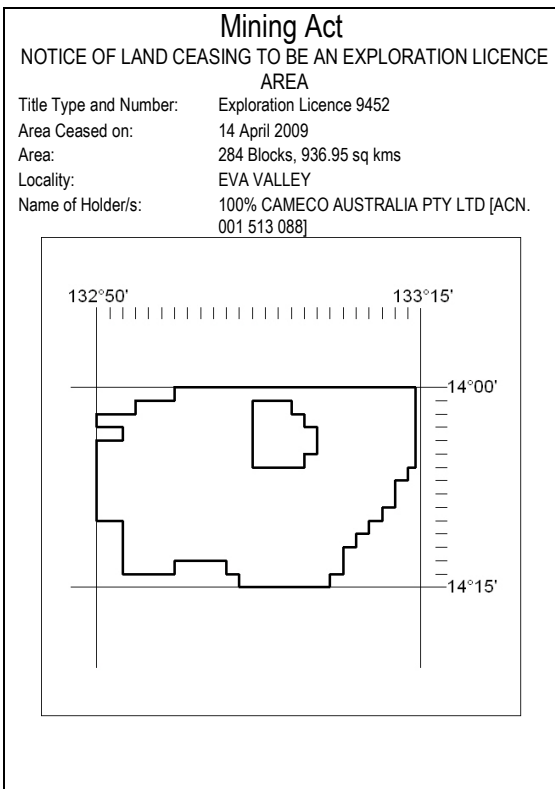 Mining Act
NOTICE OF LAND CEASING TO BE AN EXPLORATION LICENCE
AREA
Title Type and Number: Exploration Licence 9452
Area Ceased on: 14 April 2009
Area: 284 Blocks, 936.95 sq kms
Locality: EVA VALLEY
Name of Holder/s: 100% CAMECO AUSTRALIA PTY LTD [ACN.
001 513 088]
132°50' 133°15'
14°00'
14°15'